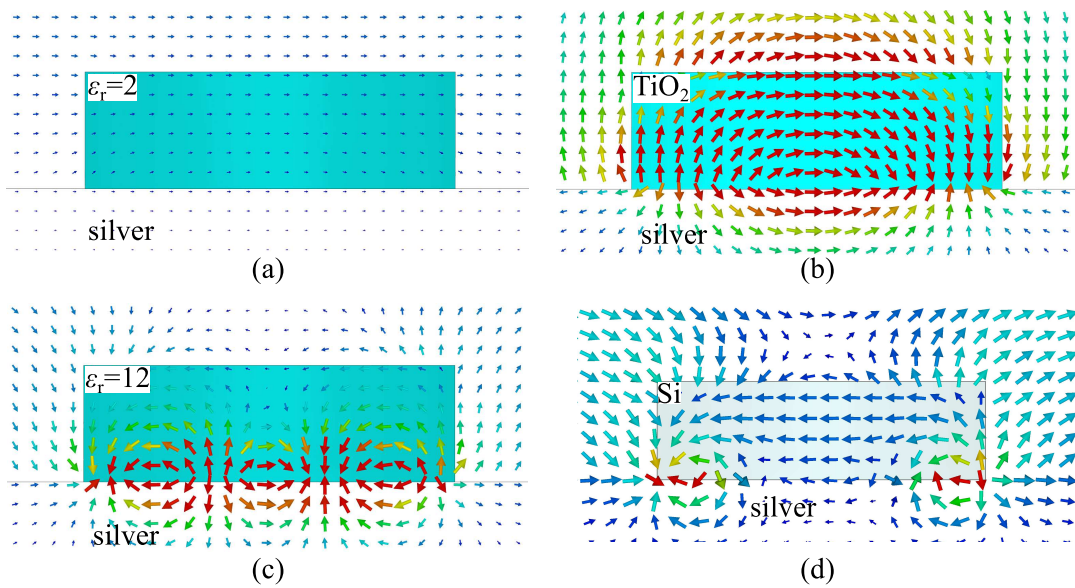 εr=2
silver
(a)
TiO2
silver
(b)
εr=12
silver
(c)
Si
silver
(d)